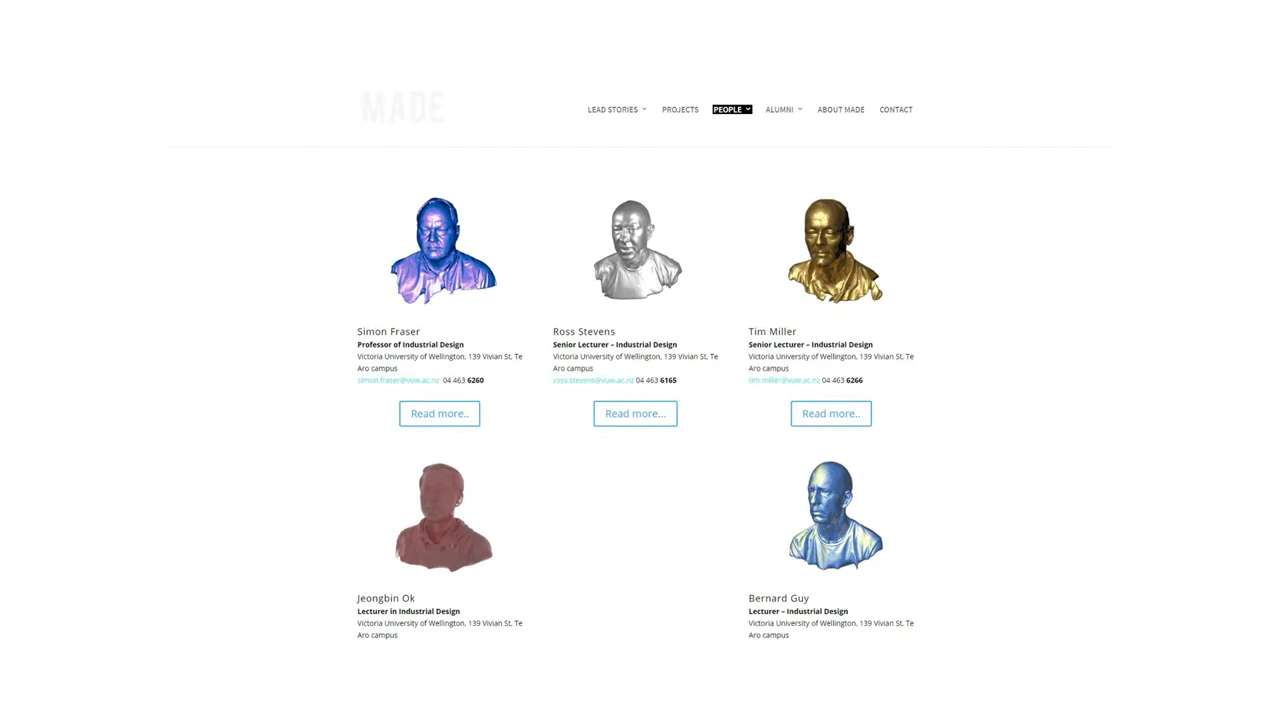 MADE
LEAD STORIES
PROJECTS
PEOPLE
ALUMNI
ABOUT MADE
CONTACT
Simon Fraser
Professor of Industrial Design
Victoria University of Wellington, 139 Vivian St, Te
Aro campus
simon.fraser@vuw.ac.nz 04 463 6260
Read more..
Ross Stevens
Senior Lecturer – Industrial Design
Victoria University of Wellington, 139 Vivian St, Te
Aro campus
ross.stevens@vuw.ac.nz 04 463 6165
Read more...
Tim Miller
Senior Lecturer – Industrial Design
Victoria University of Wellington, 139 Vivian St, Te
Aro campus
tim.miller@vuw.ac.nz 04 463 6266
Read more..
Jeongbin Ok
Lecturer in Industrial Design
Victoria University of Wellington, 139 Vivian St, Te
Aro campus
Bernard Guy
Lecturer – Industrial Design
Victoria University of Wellington, 139 Vivian St, Te
Aro campus